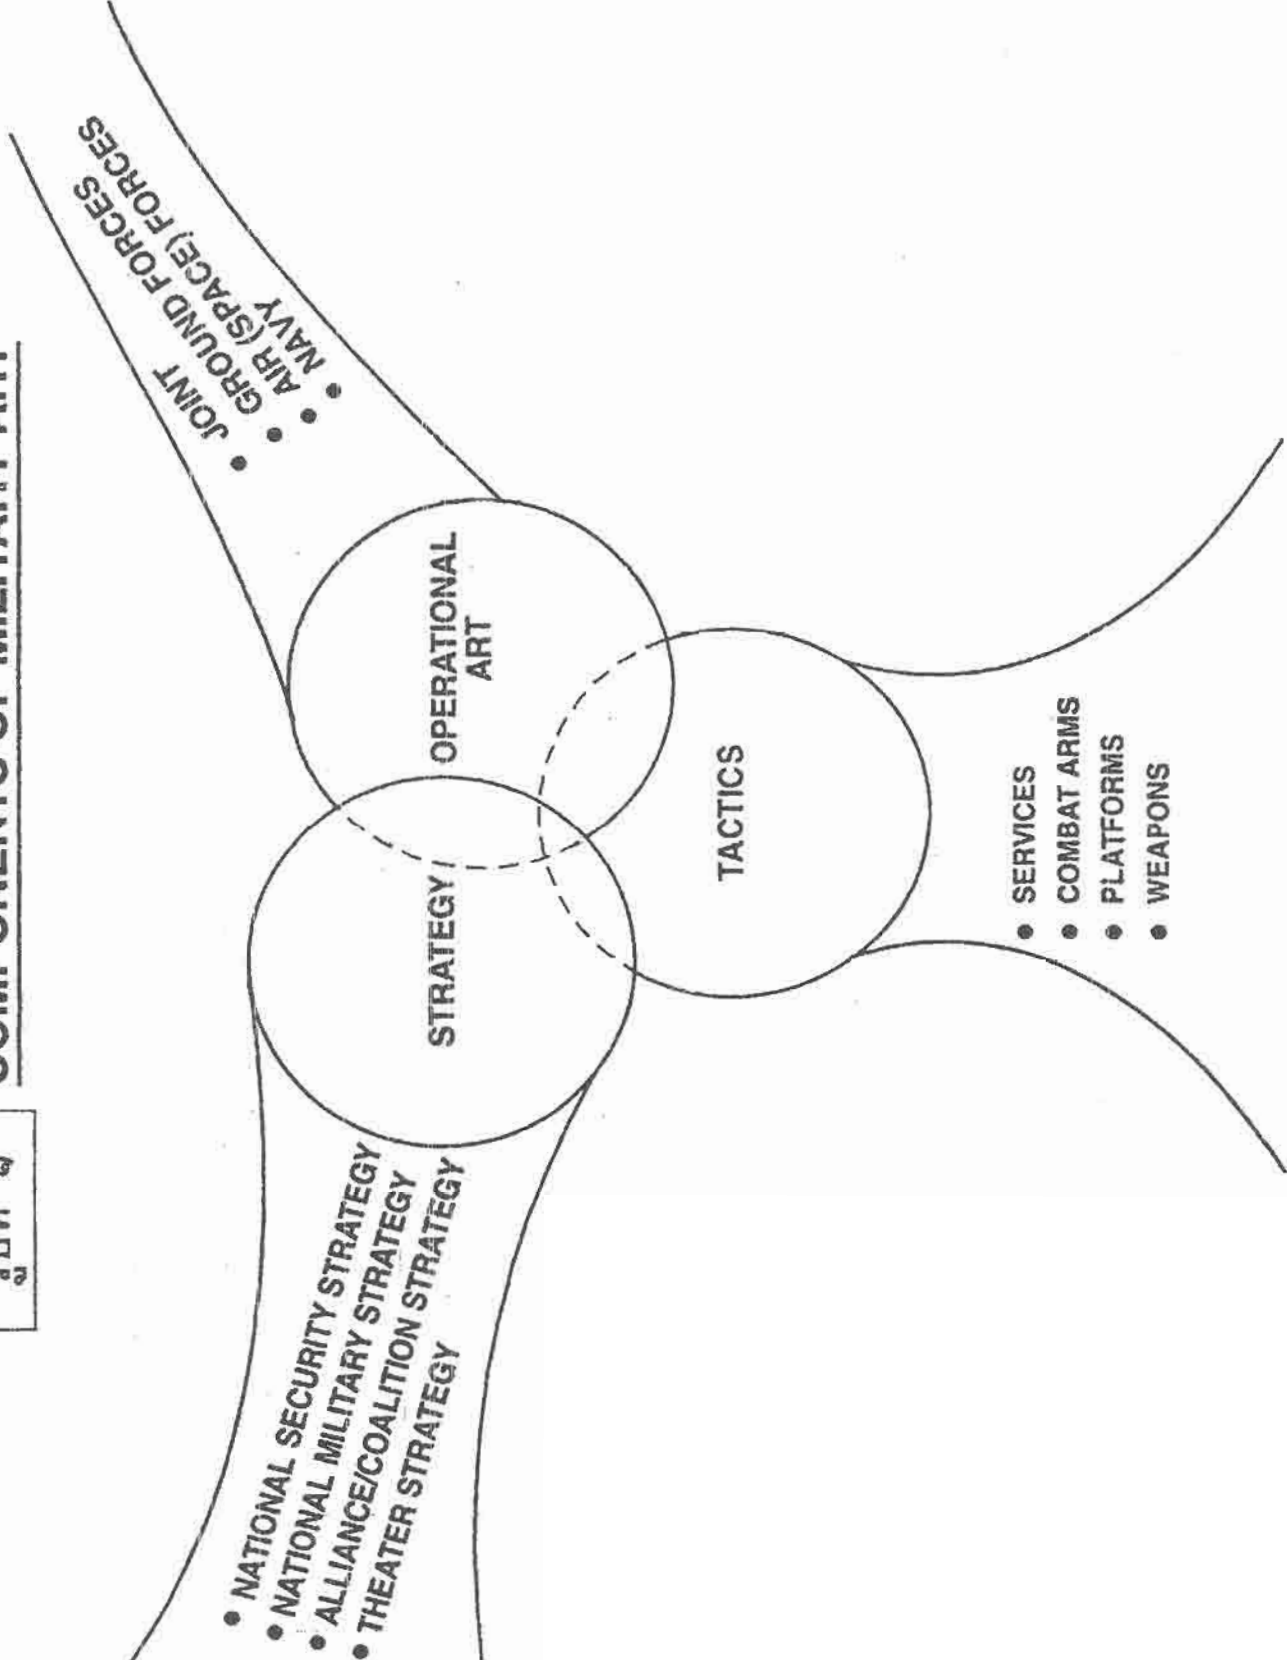 COMPONENTS OF MILITARY ART
STRATEGY
OPERATIONAL
ART
TACTICS
• NATIONAL SECURITY STRATEGY
• NATIONAL MILITARY STRATEGY
• ALLIANCE/COALITION STRATEGY
• THEATER STRATEGY
• JOINT
• GROUND FORCES
• AIR (SPACE) FORCES
• NAVY
• SERVICES
• COMBAT ARMS
• PLATFORMS
• WEAPONS